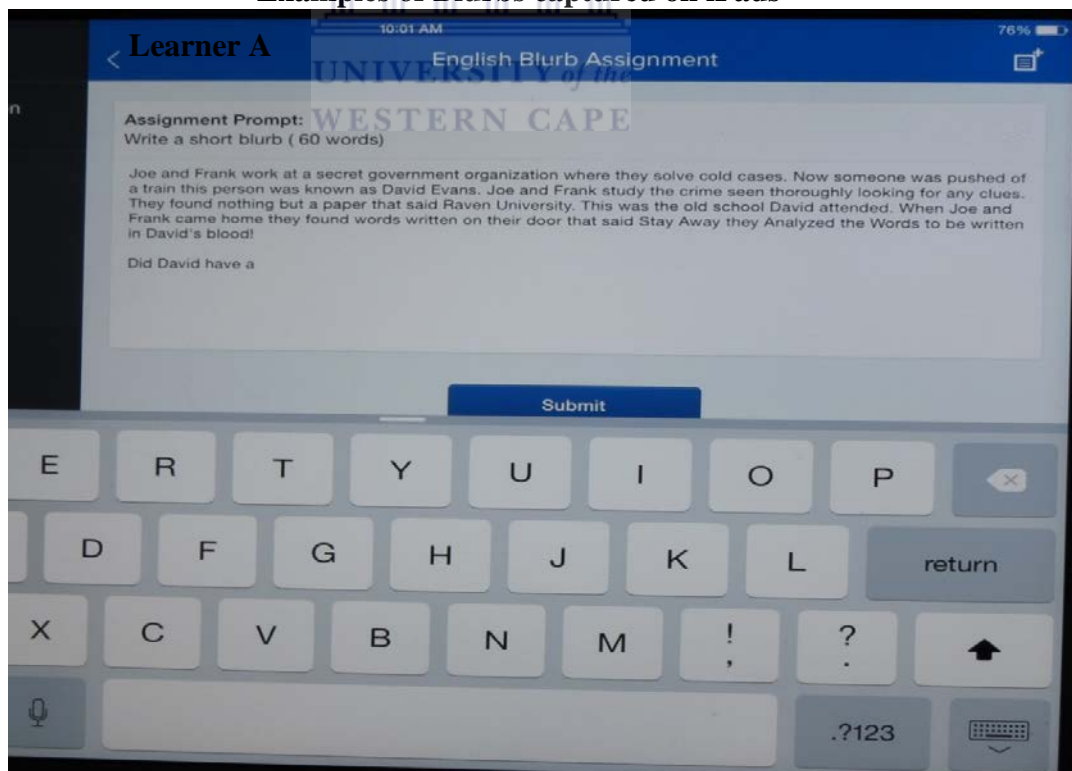 Examples of Blurbs captured on iPads
10:01 AM
76%
Learner A
English Blurb Assignment
UNIVERSITY of the
WESTERN CAPE
n
Assignment Prompt:
Write a short blurb ( 60 words)
Joe and Frank work at a secret government organization where they solve cold cases. Now someone was pushed of
a train this person was known as David Evans. Joe and Frank study the crime seen thoroughly looking for any clues.
They found nothing but a paper that said Raven University. This was the old school David attended. When Joe and
Frank came home they found words written on their door that said Stay Away they Analyzed the Words to be written
in David's blood!
Did David have a
Submit
E R T Y U I O P
D F G H J K L return
X C V B N M ! , ? .
.?123